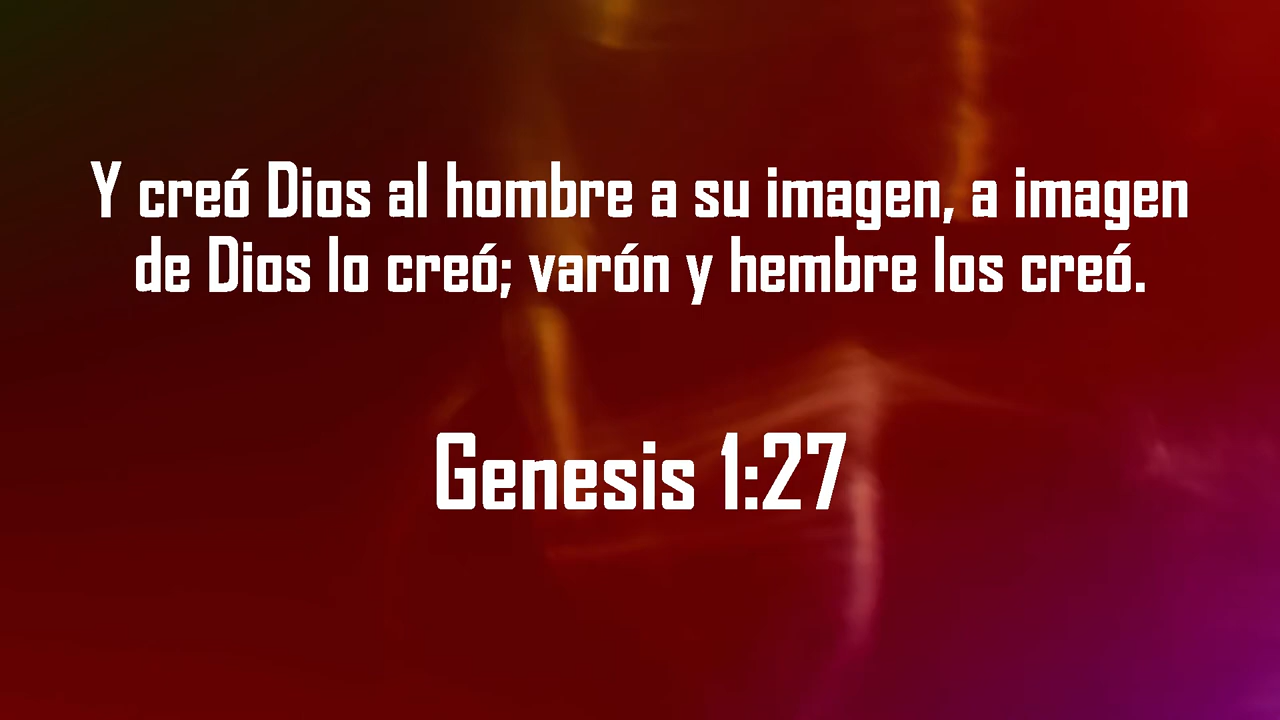 Y creó Dios al hombre a su imagen, a imagen
de Dios lo creó; varón y hembre los creó.
Genesis 1:27